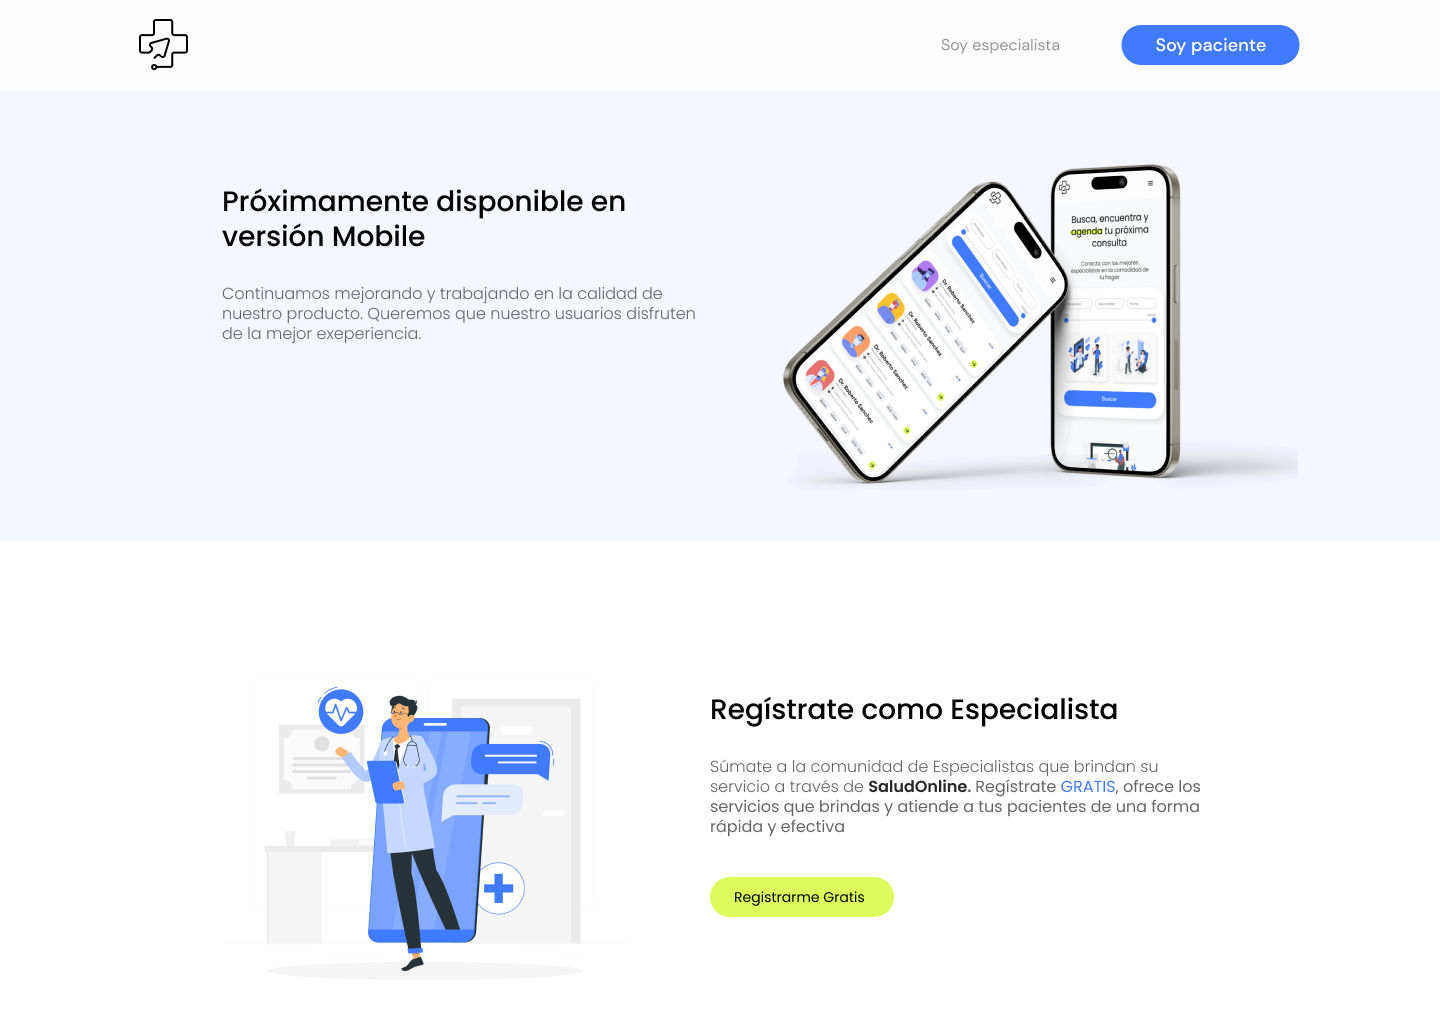 Soy especialista
Soy paciente
Próximamente disponible en
versión Mobile
Continuamos mejorando y trabajando en la calidad de
nuestro producto. Queremos que nuestro usuarios disfruten
de la mejor exeperiencia.
Buscar
Dr. Roberto Sanchez
Dr. Roberto Sanchez
Dr. Roberto Sanchez
Dr. Roberto Sanchez
Busca, encuentra y
agenda tu próxima
consulta
Conecta con los mejores
especialistas en la comodidad de
tu hogar
Buscar
Regístrate como Especialista
Súmate a la comunidad de Especialistas que brindan su
servicio a través de SaludOnline. Regístrate GRATIS, ofrece los
servicios que brindas y atiende a tus pacientes de una forma
rápida y efectiva
Registrarme Gratis